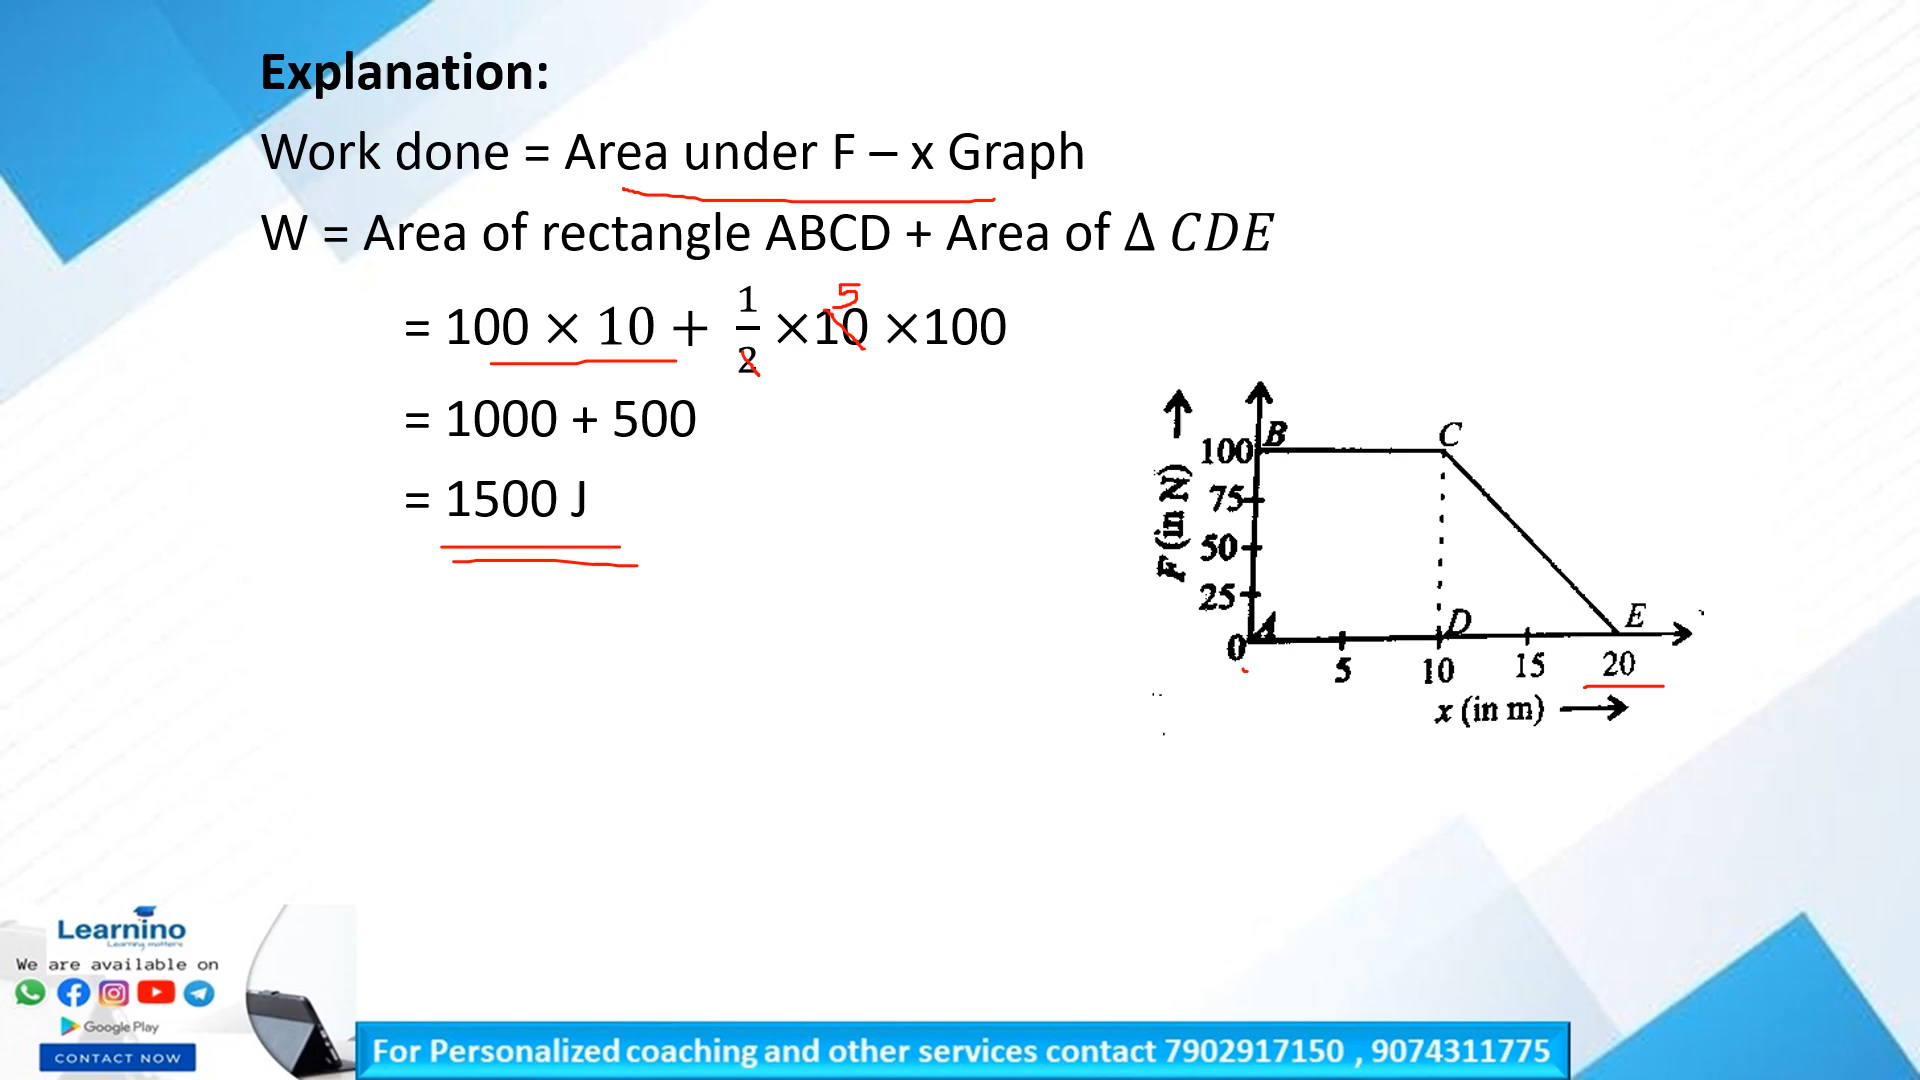 Explanation:
Work done = Area under F – x Graph
W = Area of rectangle ABCD + Area of Δ CDE
= 100 × 10 + 1/2 ×10 ×100
5
= 1000 + 500
= 1500 J
F (in N)
100
75
50
25
0
B
C
A
D
E
5
10
15
20
x (in m)
Learnino
Learning matters
We are available on
Google Play
CONTACT NOW
For Personalized coaching and other services contact 7902917150 , 9074311775